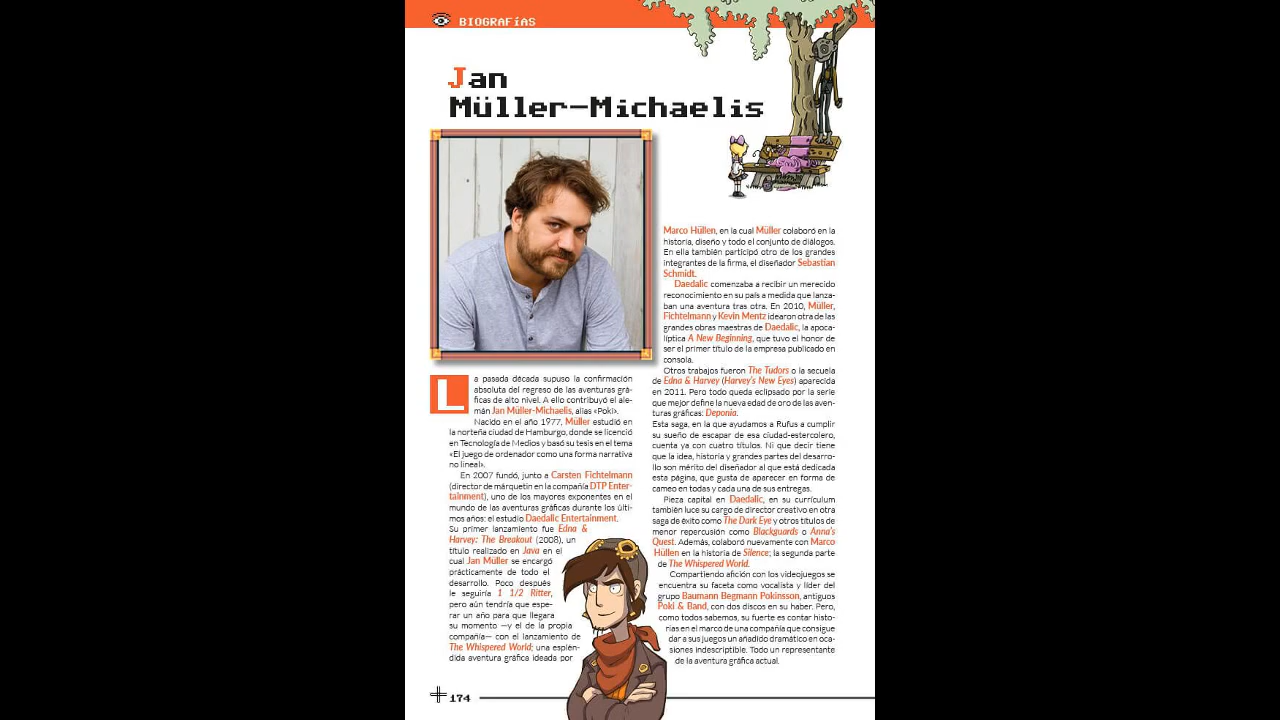 BIOGRAFíAS
Jan
Müller-Michaelis
La pasada década supuso la confirmación
absoluta del regreso de las aventuras grá-
ficas de alto nivel. A ello contribuyó el ale-
mán Jan Müller-Michaelis, alias «Poki».
Nacido en el año 1977, Müller estudió en
la norteña ciudad de Hamburgo, donde se licenció
en Tecnología de Medios y basó su tesis en el tema
«El juego de ordenador como una forma narrativa
no lineal».
En 2007 fundó, junto a Carsten Fichtelmann
(director de márquetin en la compañía DTP Enter-
tainment), uno de los mayores exponentes en el
mundo de las aventuras gráficas durante los últi-
mos años: el estudio Daedalic Entertainment.
Su primer lanzamiento fue Edna &
Harvey: The Breakout (2008), un
título realizado en Java en el
cual Jan Müller se encargó
prácticamente de todo el
desarrollo. Poco después
le seguiría 1 1/2 Ritter,
pero aún tendría que espe-
rar un año para que llegara
su momento —y el de la propia
compañía— con el lanzamiento de
The Whispered World; una esplén-
dida aventura gráfica ideada por
Marco Hüllen, en la cual Müller colaboró en la
historia, diseño y todo el conjunto de diálogos.
En ella también participó otro de los grandes
integrantes de la firma, el diseñador Sebastian
Schmidt.
Daedalic comenzaba a recibir un merecido
reconocimiento en su país a medida que lanza-
ban una aventura tras otra. En 2010, Müller,
Fichtelmann y Kevin Mentz idearon otra de las
grandes obras maestras de Daedalic, la apoca-
líptica A New Beginning, que tuvo el honor de
ser el primer título de la empresa publicado en
consola.
Otros trabajos fueron The Tudors o la secuela
de Edna & Harvey (Harvey's New Eyes) aparecida
en 2011. Pero todo queda eclipsado por la serie
que mejor define la nueva edad de oro de las aven-
turas gráficas: Deponia.
Esta saga, en la que ayudamos a Rufus a cumplir
su sueño de escapar de esa ciudad-estercolero,
cuenta ya con cuatro títulos. Ni que decir tiene
que la idea, historia y grandes partes del desarro-
llo son mérito del diseñador al que está dedicada
esta página, que gusta de aparecer en forma de
cameo en todas y cada una de sus entregas.
Pieza capital en Daedalic, en su currículum
también luce su cargo de director creativo en otra
saga de éxito como The Dark Eye y otros títulos de
menor repercusión como Blackguards o Anna's
Quest. Además, colaboró nuevamente con Marco
Hüllen en la historia de Silence; la segunda parte
de The Whispered World.
Compartiendo afición con los videojuegos se
encuentra su faceta como vocalista y líder del
grupo Baumann Begmann Pokinsson, antiguos
Poki & Band, con dos discos en su haber. Pero,
como todos sabemos, su fuerte es contar histo-
rias en el marco de una compañía que consigue
dar a sus juegos un añadido dramático en oca-
siones indescriptible. Todo un representante
de la aventura gráfica actual.
174